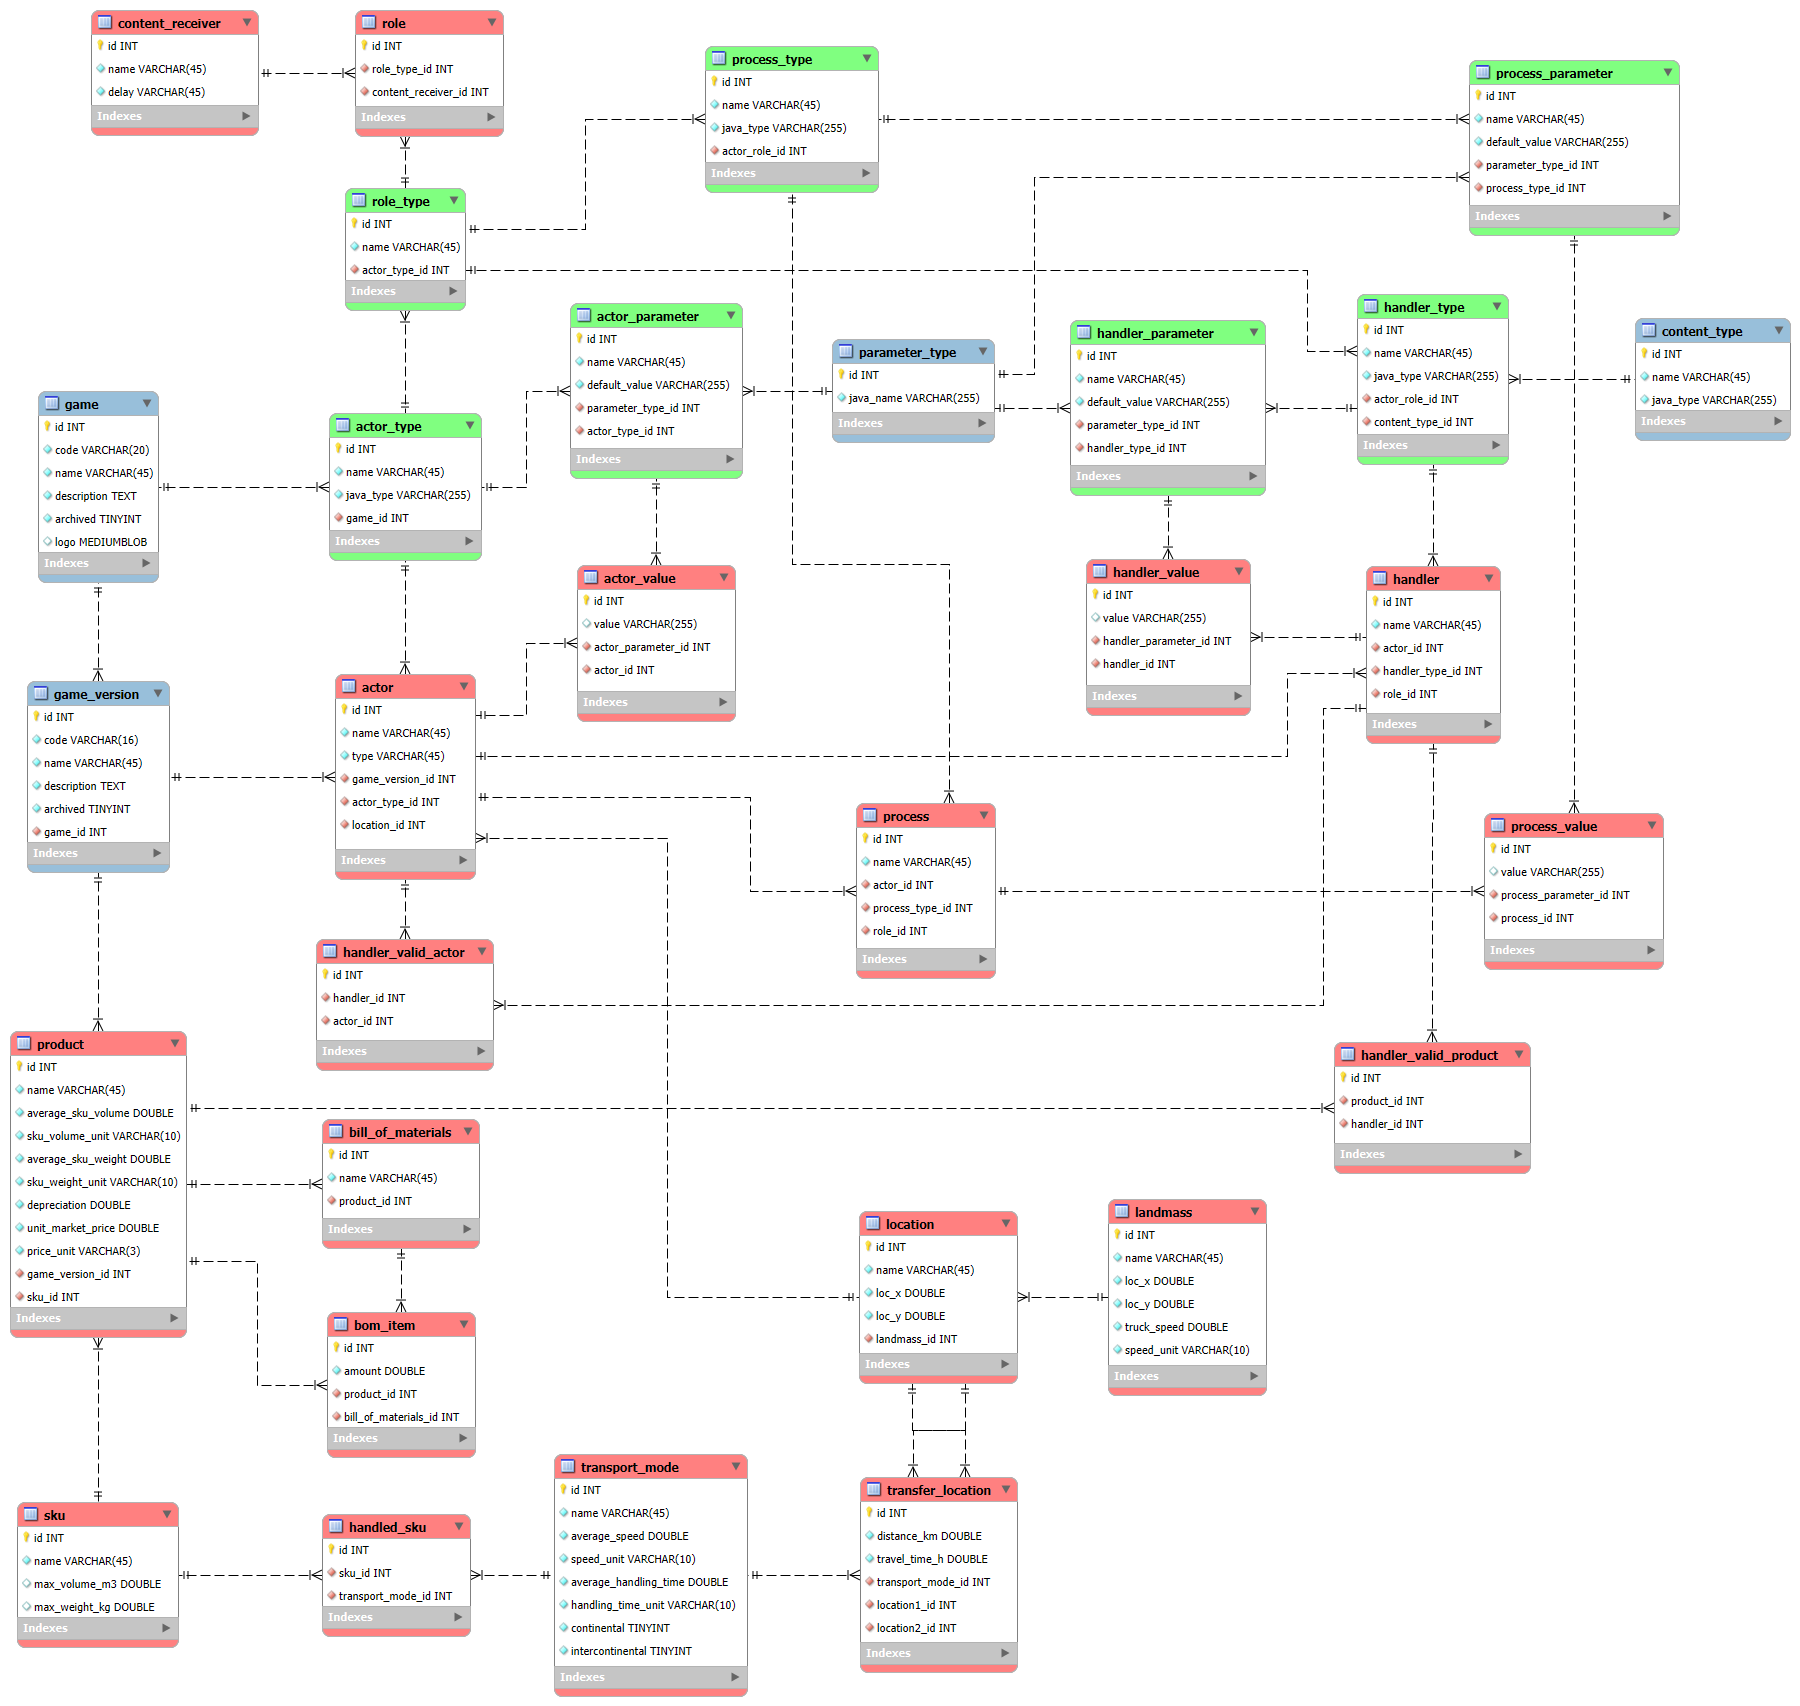 content_receiver
id INT
name VARCHAR(45)
delay VARCHAR(45)
Indexes
role
id INT
role_type_id INT
content_receiver_id INT
Indexes
process_type
id INT
name VARCHAR(45)
java_type VARCHAR(255)
actor_role_id INT
Indexes
process_parameter
id INT
name VARCHAR(45)
default_value VARCHAR(255)
parameter_type_id INT
process_type_id INT
Indexes
role_type
id INT
name VARCHAR(45)
actor_type_id INT
Indexes
actor_parameter
id INT
name VARCHAR(45)
default_value VARCHAR(255)
parameter_type_id INT
actor_type_id INT
Indexes
parameter_type
id INT
java_name VARCHAR(255)
Indexes
handler_parameter
id INT
name VARCHAR(45)
default_value VARCHAR(255)
parameter_type_id INT
handler_type_id INT
Indexes
handler_type
id INT
name VARCHAR(45)
java_type VARCHAR(255)
actor_role_id INT
content_type_id INT
Indexes
content_type
id INT
name VARCHAR(45)
java_type VARCHAR(255)
Indexes
game
id INT
code VARCHAR(20)
name VARCHAR(45)
description TEXT
archived TINYINT
logo MEDIUMBLOB
Indexes
actor_type
id INT
name VARCHAR(45)
java_type VARCHAR(255)
game_id INT
Indexes
actor_value
id INT
value VARCHAR(255)
actor_parameter_id INT
actor_id INT
Indexes
handler_value
id INT
value VARCHAR(255)
handler_parameter_id INT
handler_id INT
Indexes
handler
id INT
name VARCHAR(45)
actor_id INT
handler_type_id INT
role_id INT
Indexes
game_version
id INT
code VARCHAR(16)
name VARCHAR(45)
description TEXT
archived TINYINT
game_id INT
Indexes
actor
id INT
name VARCHAR(45)
type VARCHAR(45)
game_version_id INT
actor_type_id INT
location_id INT
Indexes
process
id INT
name VARCHAR(45)
actor_id INT
process_type_id INT
role_id INT
Indexes
process_value
id INT
value VARCHAR(255)
process_parameter_id INT
process_id INT
Indexes
handler_valid_actor
id INT
handler_id INT
actor_id INT
Indexes
product
id INT
name VARCHAR(45)
average_sku_volume DOUBLE
sku_volume_unit VARCHAR(10)
average_sku_weight DOUBLE
sku_weight_unit VARCHAR(10)
depreciation DOUBLE
unit_market_price DOUBLE
price_unit VARCHAR(3)
game_version_id INT
sku_id INT
Indexes
handler_valid_product
id INT
product_id INT
handler_id INT
Indexes
bill_of_materials
id INT
name VARCHAR(45)
product_id INT
Indexes
location
id INT
name VARCHAR(45)
loc_x DOUBLE
loc_y DOUBLE
landmass_id INT
Indexes
landmass
id INT
name VARCHAR(45)
loc_x DOUBLE
loc_y DOUBLE
truck_speed DOUBLE
speed_unit VARCHAR(10)
Indexes
bom_item
id INT
amount DOUBLE
product_id INT
bill_of_materials_id INT
Indexes
sku
id INT
name VARCHAR(45)
max_volume_m3 DOUBLE
max_weight_kg DOUBLE
Indexes
handled_sku
id INT
sku_id INT
transport_mode_id INT
Indexes
transport_mode
id INT
name VARCHAR(45)
average_speed DOUBLE
speed_unit VARCHAR(10)
average_handling_time DOUBLE
handling_time_unit VARCHAR(10)
continental TINYINT
intercontinental TINYINT
Indexes
transfer_location
id INT
distance_km DOUBLE
travel_time_h DOUBLE
transport_mode_id INT
location1_id INT
location2_id INT
Indexes